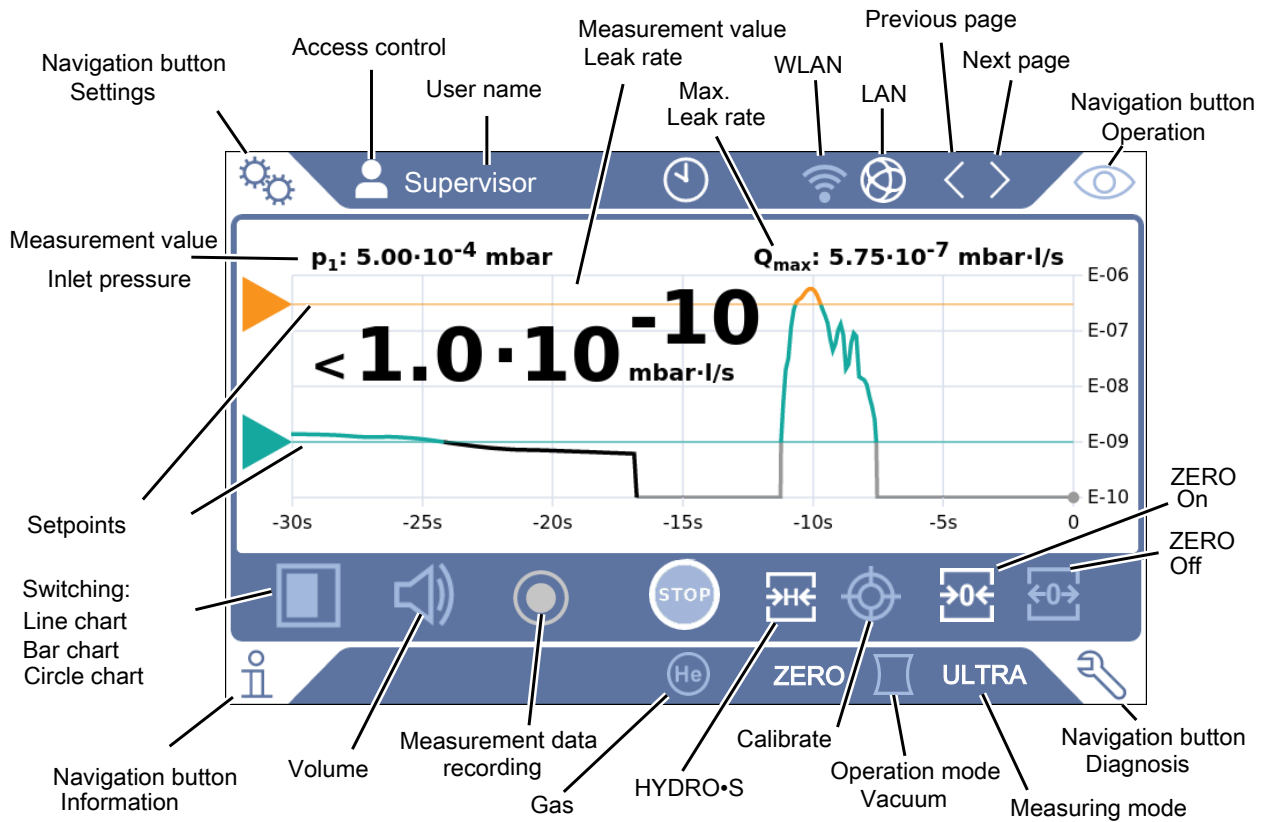 Previous page
Measurement value
Leak rate
Access control
Next page
Navigation button
Settings
WLAN
User name
Max.
Leak rate
LAN
Navigation button
Operation
Supervisor
Measurement value
Inlet pressure
p1: 5.00·10-4 mbar
Qmax: 5.75·10-7 mbar·l/s
E-06
<1.0·10-10
mbar·l/s
E-07
E-08
E-09
E-10
-30s
-25s
-20s
-15s
-10s
-5s
0
Setpoints
ZERO
On
ZERO
Off
Switching:
Line chart
Bar chart
Circle chart
STOP
H
0
0
He
ZERO
ULTRA
Navigation button
Information
Volume
Measurement data
recording
Gas
HYDRO•S
Calibrate
Operation mode
Vacuum
Measuring mode
Navigation button
Diagnosis